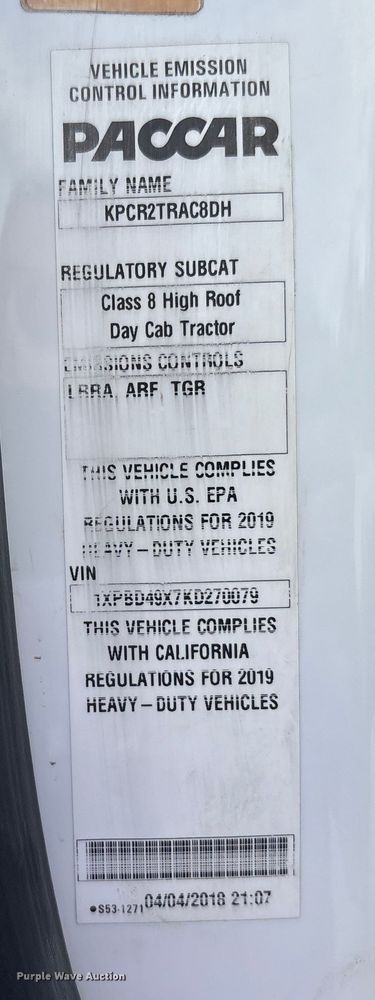 VEHICLE EMISSION
CONTROL INFORMATION
PACCAR
FAMILY NAME
KPCR2TRAC8DH
REGULATORY SUBCAT
Class 8 High Roof
Day Cab Tractor
EMISSIONS CONTROLS
LRRA, ARF, TGR
THIS VEHICLE COMPLIES
WITH U.S. EPA
REGULATIONS FOR 2019
HEAVY-DUTY VEHICLES
VIN
1XPBD49X7KD270079
THIS VEHICLE COMPLIES
WITH CALIFORNIA
REGULATIONS FOR 2019
HEAVY-DUTY VEHICLES
•S53-1271 04/04/2018 21:07
Purple Wave Auction